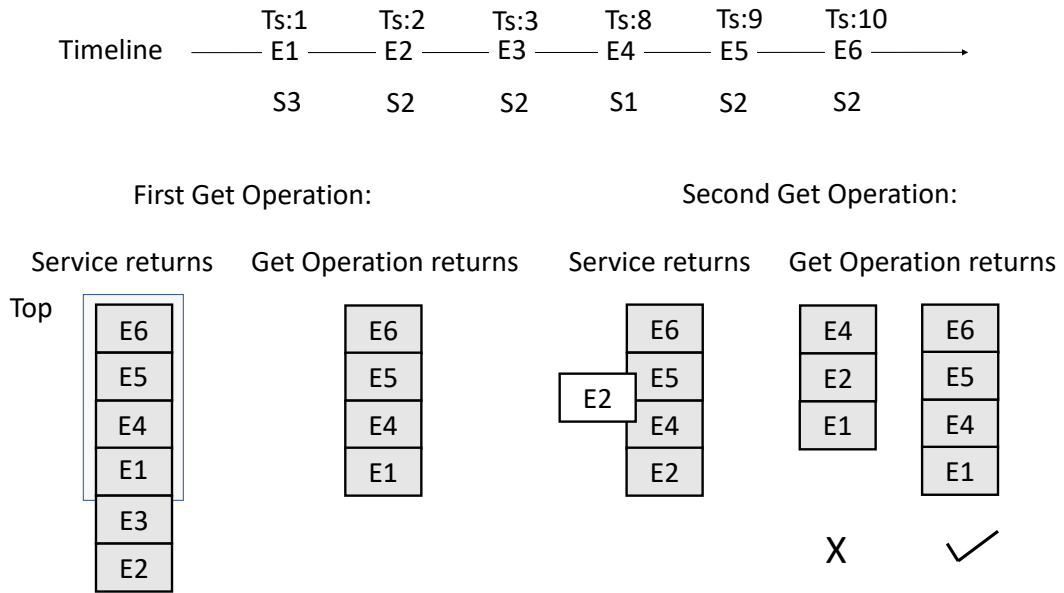 Ts:1 Ts:2 Ts:3 Ts:8 Ts:9 Ts:10
Timeline E1 E2 E3 E4 E5 E6
S3 S2 S2 S1 S2 S2
First Get Operation: Second Get Operation:
Service returns Get Operation returns Service returns Get Operation returns
Top
E6 E6 E6 E4 E6
E5 E5 E5 E2 E5
E2
E4 E4 E4 E1 E4
E1 E1 E2 E1
E3
X
E2